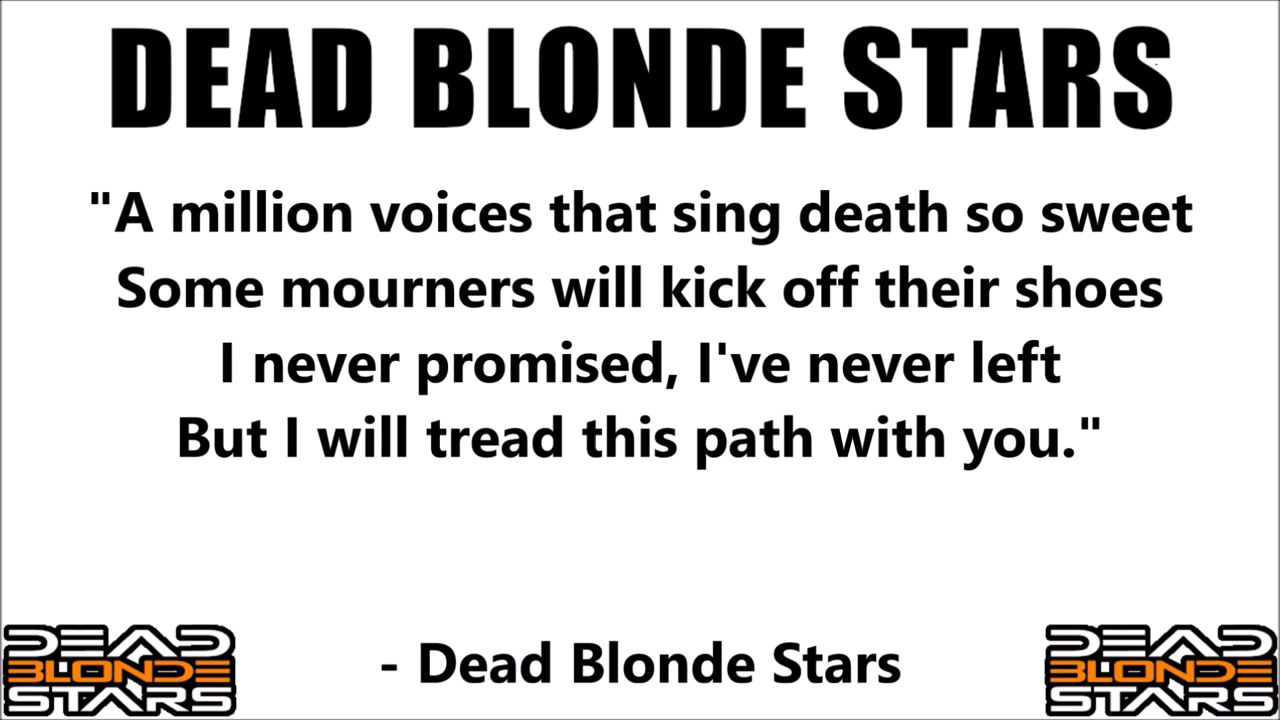 DEAD BLONDE STARS
"A million voices that sing death so sweet
Some mourners will kick off their shoes
I never promised, I've never left
But I will tread this path with you."
- Dead Blonde Stars
DEAD
BLONDE
STARS
DEAD
BLONDE
STARS